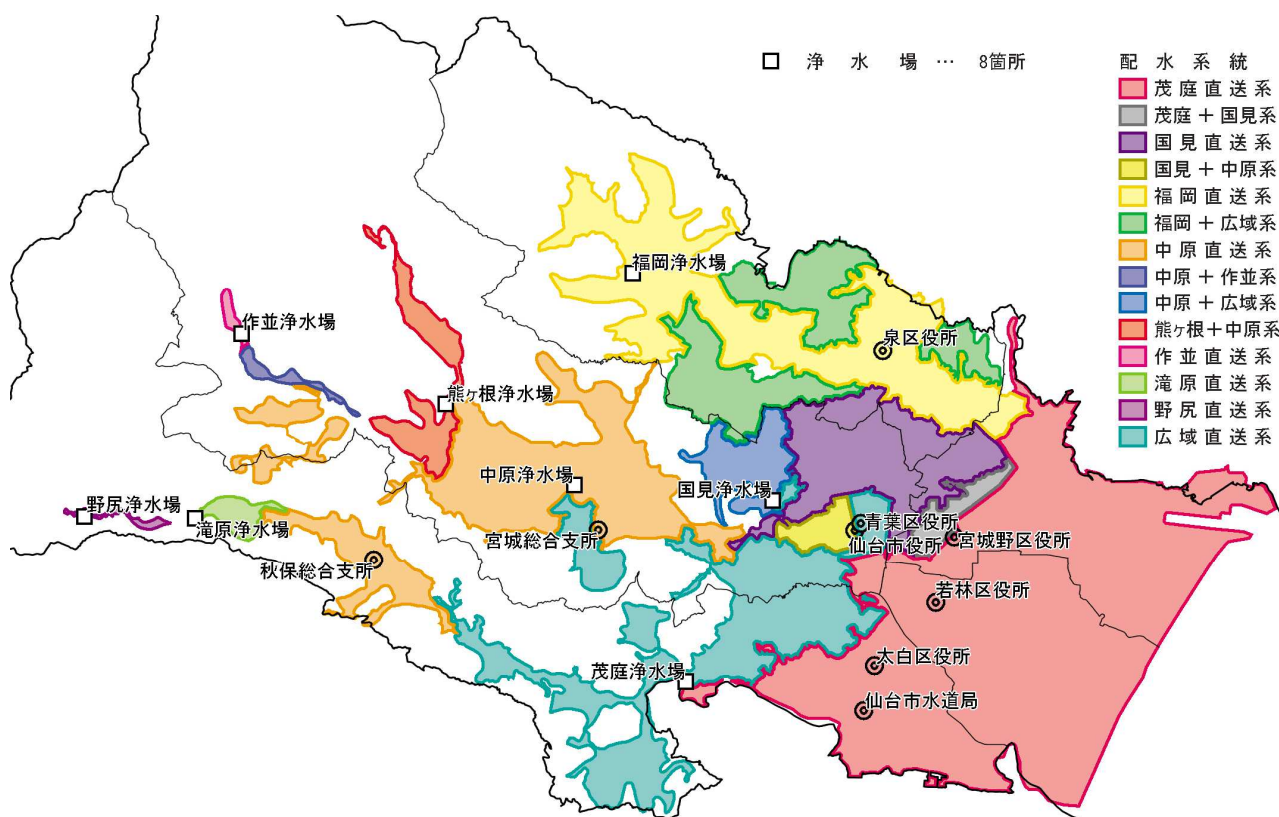 浄水場…8箇所
配水系統
茂庭直送系
茂庭＋国見系
国見直送系
国見＋中原系
福岡直送系
福岡＋広域系
中原直送系
中原＋作並系
中原＋広域系
熊ヶ根＋中原系
作並直送系
滝原直送系
野尻直送系
広域直送系
福岡浄水場
作並浄水場
泉区役所
熊ヶ根浄水場
中原浄水場
国見浄水場
野尻浄水場
滝原浄水場
青葉区役所
宮城総合支所
仙台市役所
宮城野区役所
秋保総合支所
若林区役所
茂庭浄水場
太白区役所
仙台市水道局